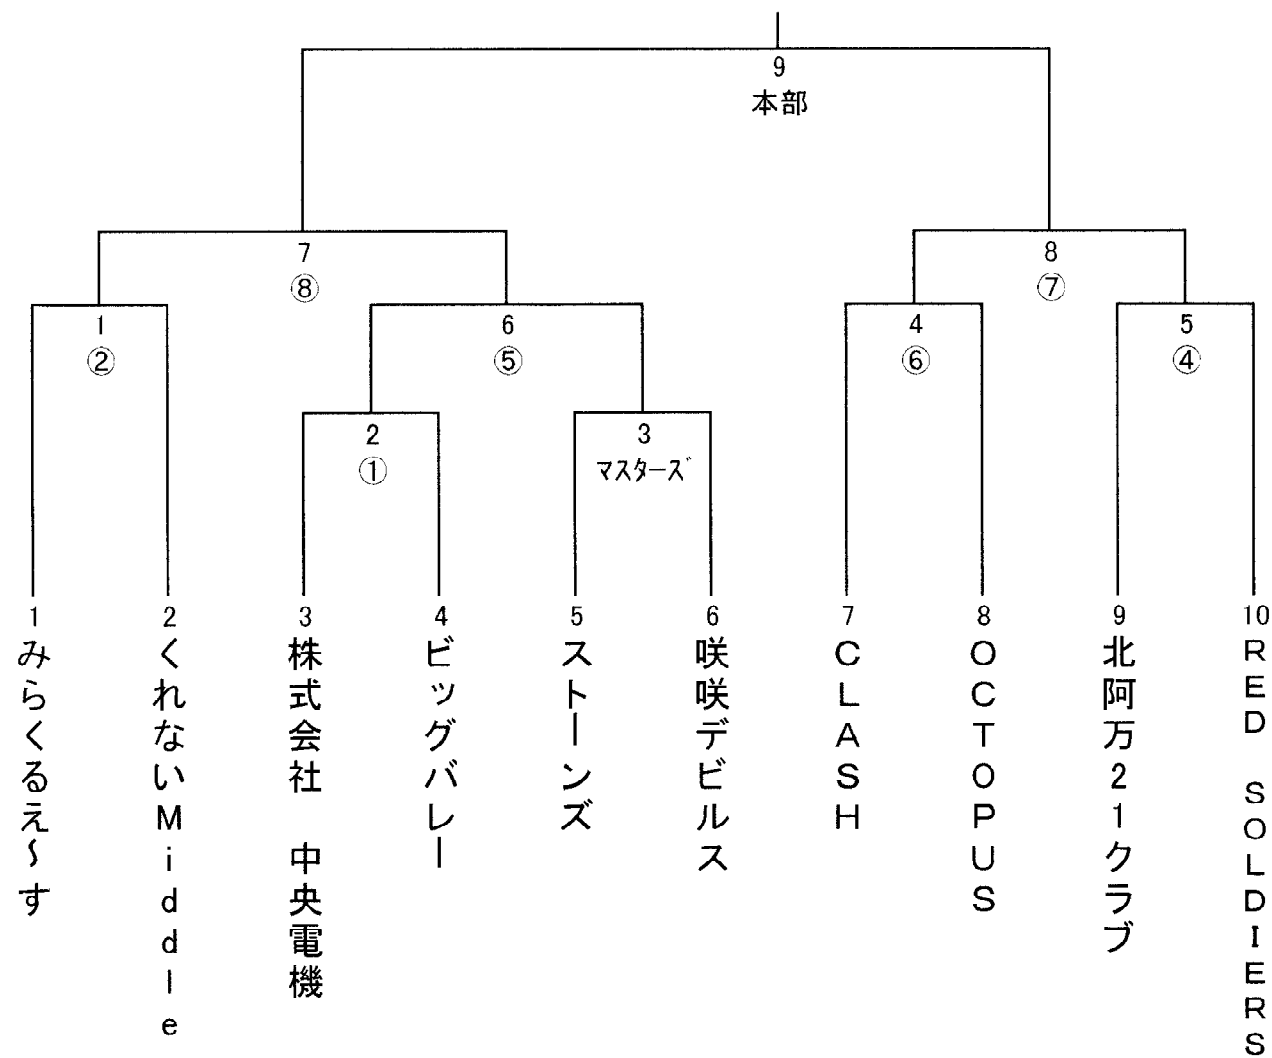 9
本部
7
⑧
8
⑦
1
②
6
⑤
4
⑥
5
④
2
①
3
マスターズ
1
みらくるえ～す
2
くれないMiddle
3
株式会社 中央電機
4
ビッグバレー
5
ストーンズ
6
咲咲デビルス
7
CLASH
8
OCTOPUS
9
北阿万21クラブ
10
RED SOLDIERS